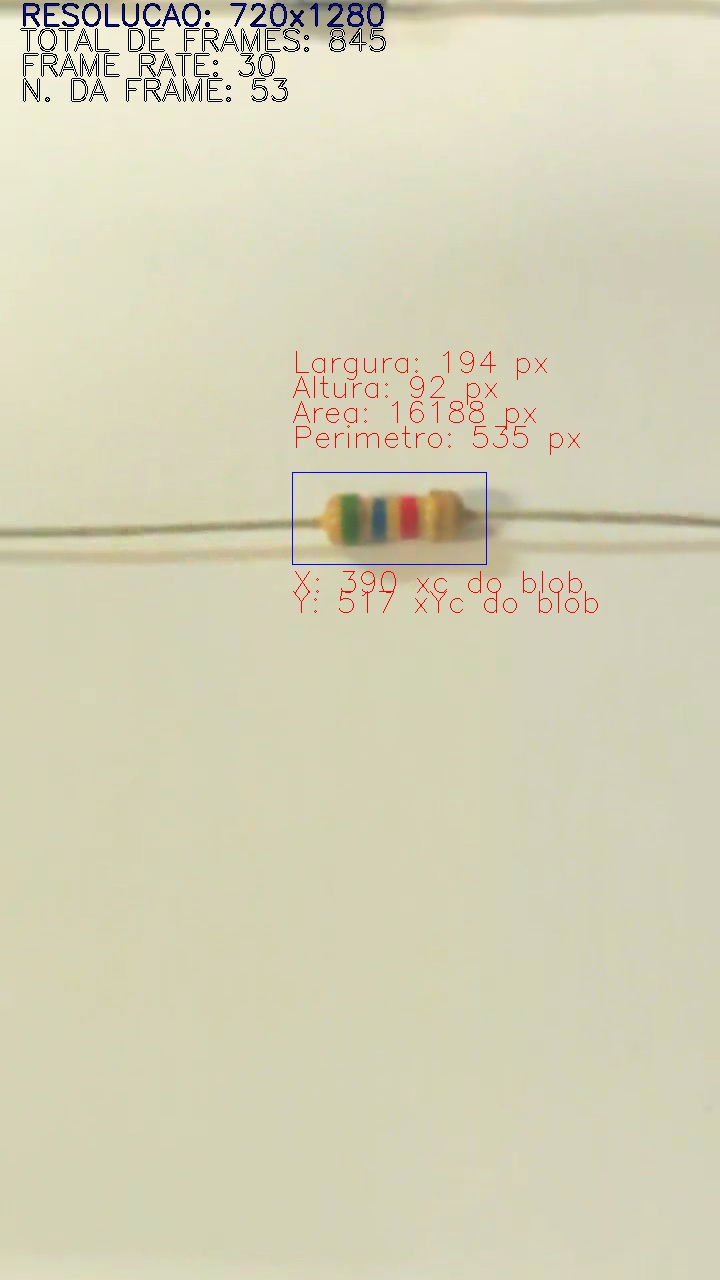 RESOLUCAO: 720x1280
TOTAL DE FRAMES: 845
FRAME RATE: 30
N. DA FRAME: 53
Largura: 194 px
Altura: 92 px
Area: 16188 px
Perimetro: 535 px
X: 390 xc do blob
Y: 517 xYc do blob